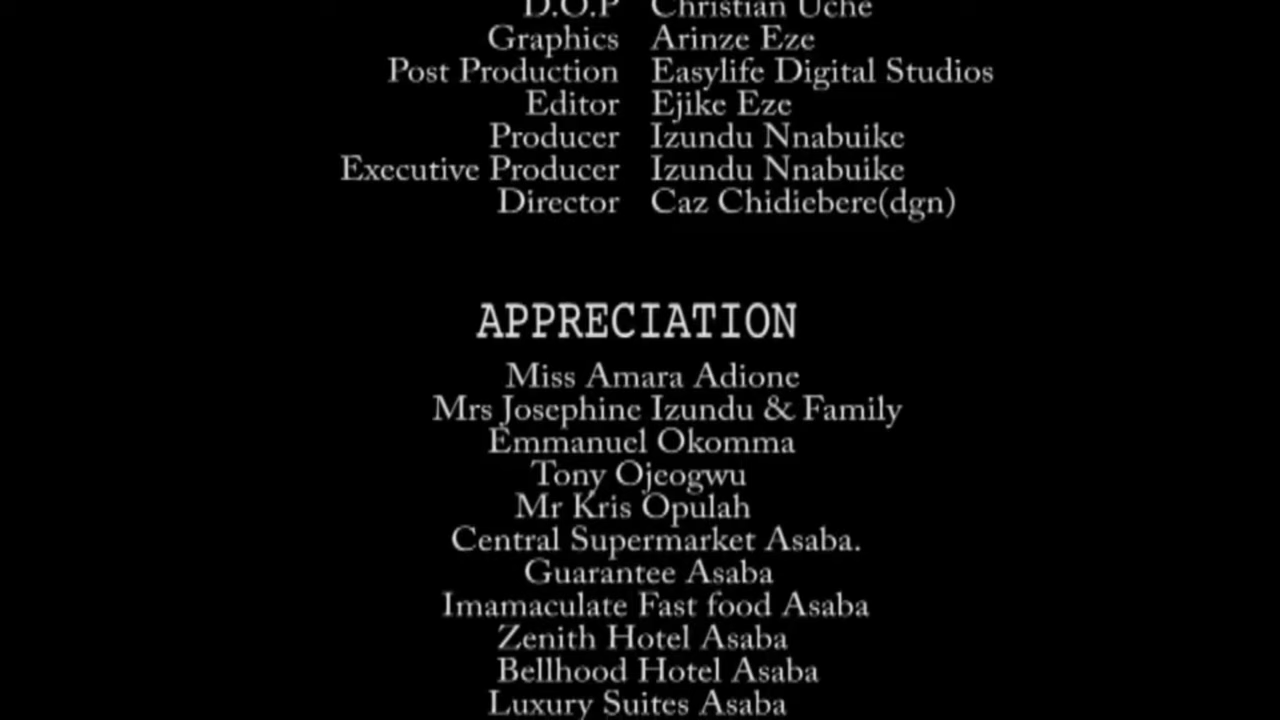 D.O.P Christian Uche
Graphics Arinze Eze
Post Production Easylife Digital Studios
Editor Ejike Eze
Producer Izundu Nnabuike
Executive Producer Izundu Nnabuike
Director Caz Chidiebere(dgn)
APPRECIATION
Miss Amara Adione
Mrs Josephine Izundu & Family
Emmanuel Okomma
Tony Ojeogwu
Mr Kris Opulah
Central Supermarket Asaba.
Guarantee Asaba
Imamaculate Fast food Asaba
Zenith Hotel Asaba
Bellhood Hotel Asaba
Luxury Suites Asaba